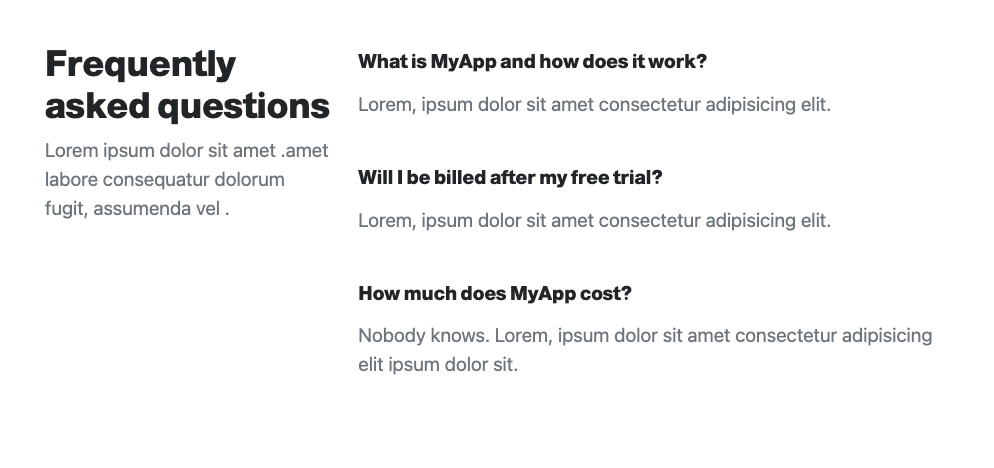 Frequently
asked questions
Lorem ipsum dolor sit amet .amet
labore consequatur dolorum
fugit, assumenda vel .
What is MyApp and how does it work?
Lorem, ipsum dolor sit amet consectetur adipisicing elit.
Will I be billed after my free trial?
Lorem, ipsum dolor sit amet consectetur adipisicing elit.
How much does MyApp cost?
Nobody knows. Lorem, ipsum dolor sit amet consectetur adipisicing
elit ipsum dolor sit.